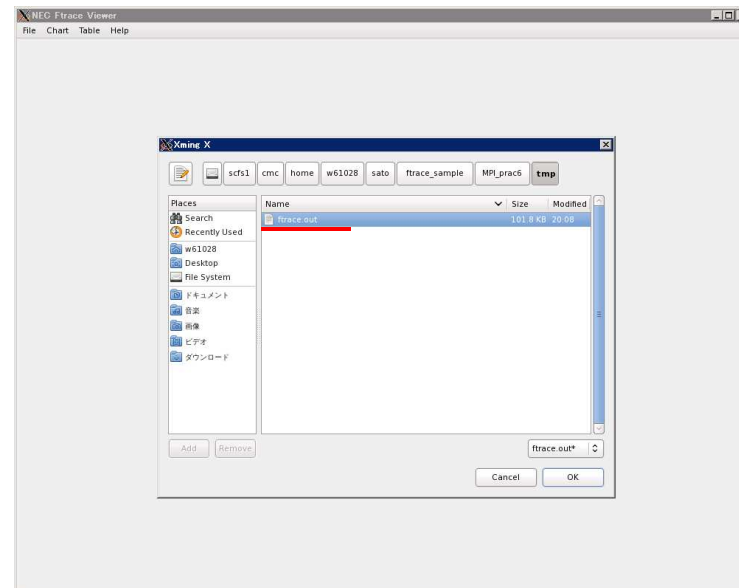 NEC Ftrace Viewer
File Chart Table Help
Xming X
scfs1 cmc home w61028 sato ftrace_sample MPI_prac6 tmp
Places
Search
Recently Used
w61028
Desktop
File System
ドキュメント
音楽
画像
ビデオ
ダウンロード
Name Size Modified
ftrace.out 101.8 KB 20:08
Add Remove
ftrace.out*
Cancel OK